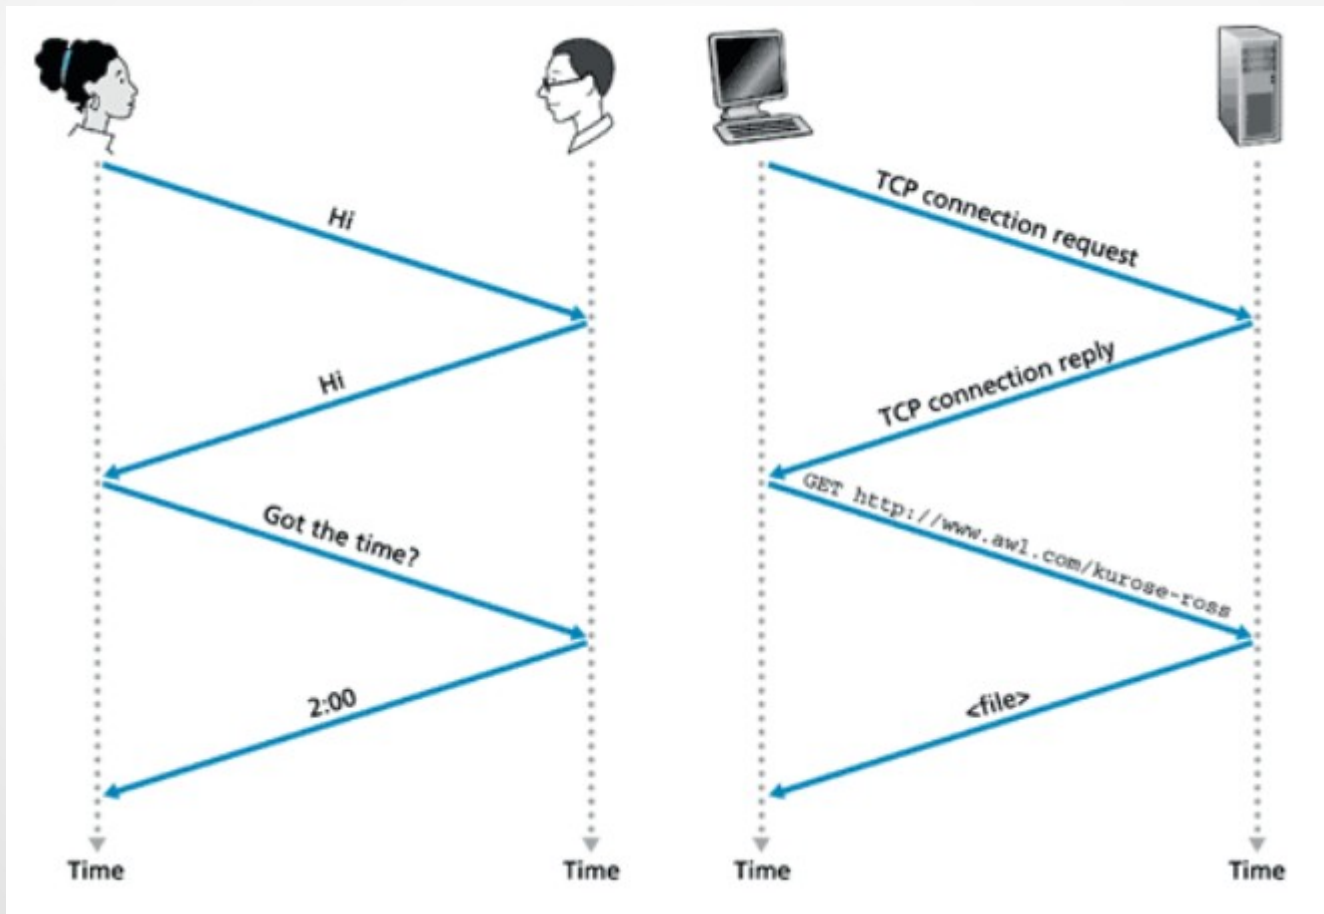 Hi
Hi
Got the time?
2:00
Time
Time
TCP connection request
TCP connection reply
GET http://www.awl.com/kurose-ross
<file>
Time
Time